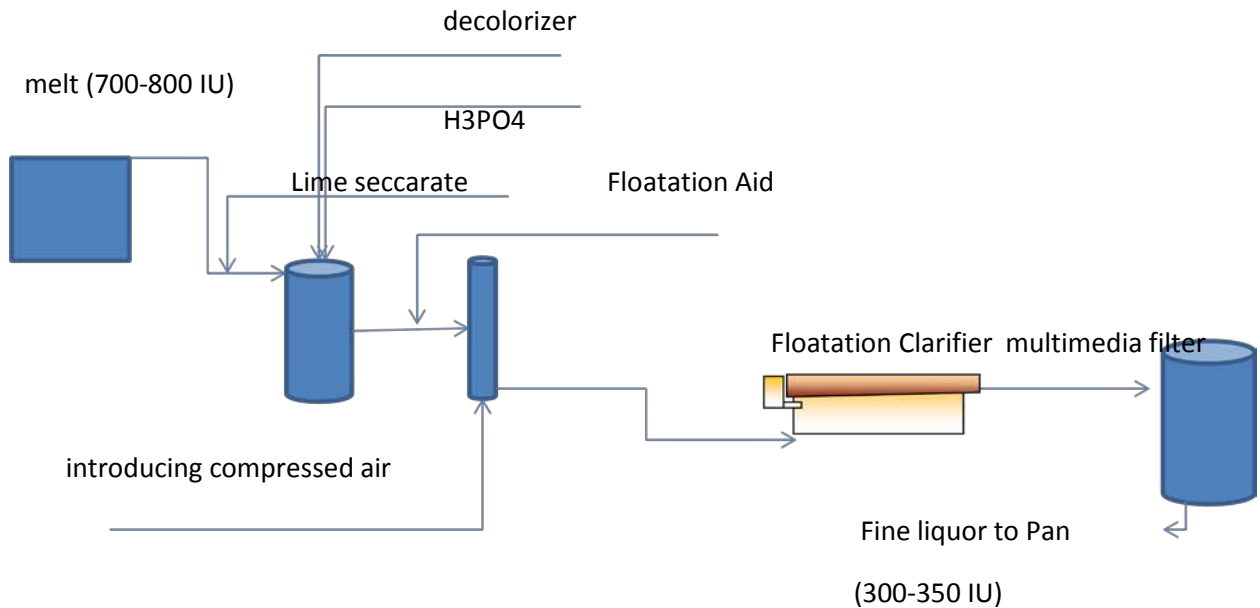 decolorizer
melt (700-800 IU)
H3PO4
Lime seccarate
Floatation Aid
Floatation Clarifier multimedia filter
introducing compressed air
Fine liquor to Pan
(300-350 IU)